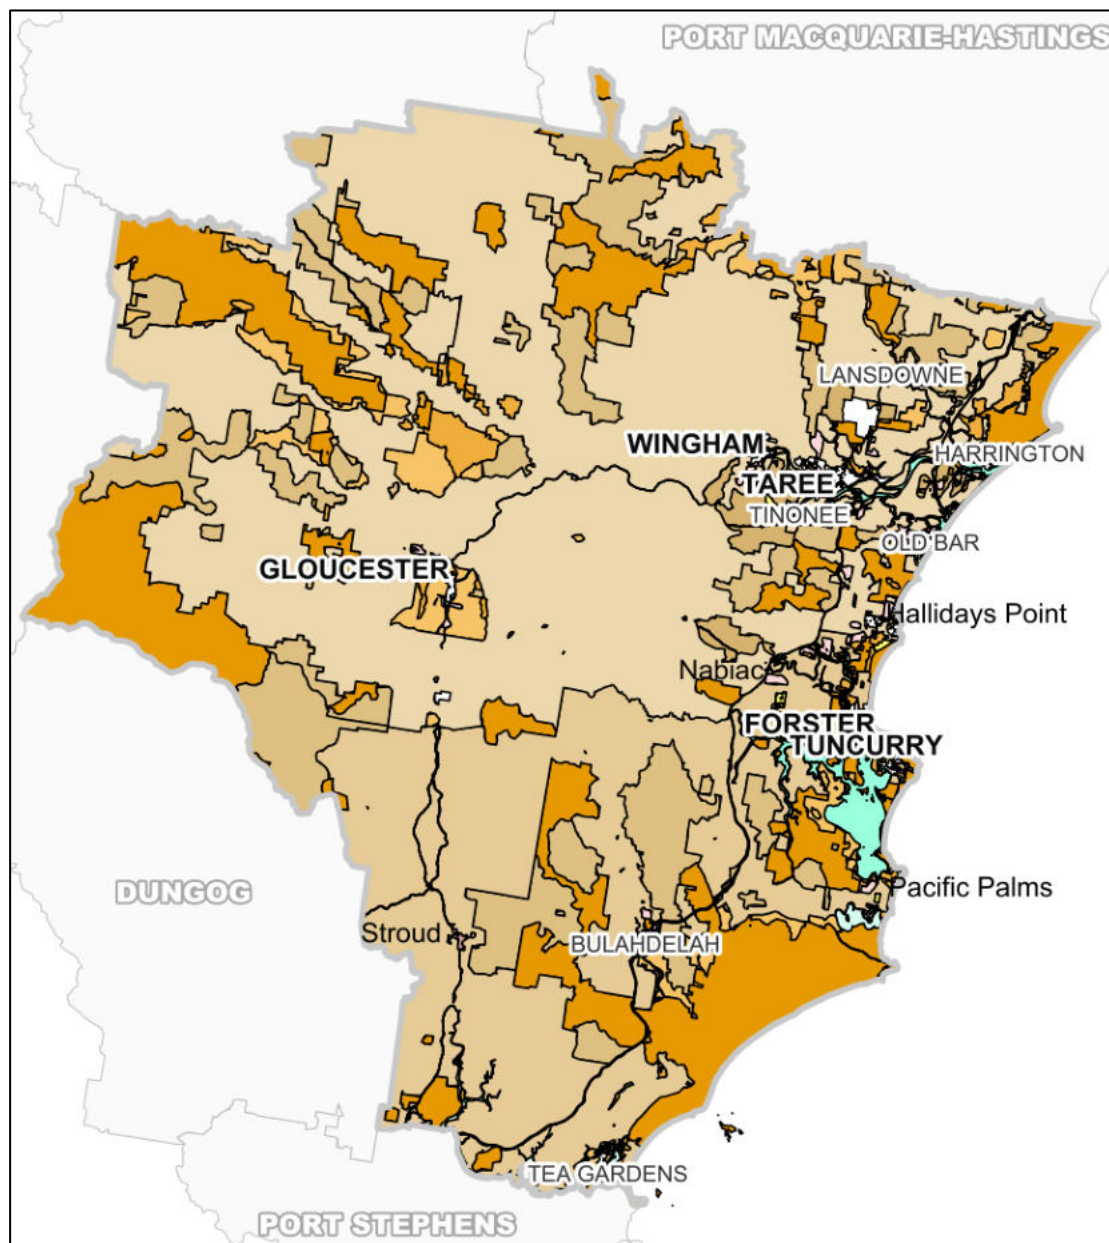 PORT MACQUARIE-HASTINGS
LANSDOWNE
WINGHAM
HARRINGTON
TAREE
TINONEE
OLD BAR
GLOUCESTER
Hallidays Point
Nabiac
FORSTER
TUNCURRY
DUNGOG
Pacific Palms
Stroud
BULAHDELAH
TEA GARDENS
PORT STEPHENS